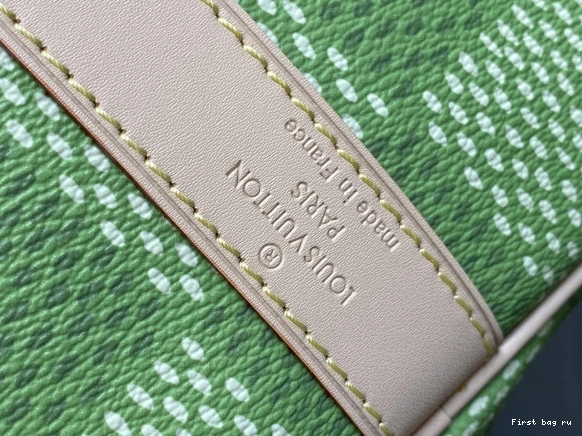 LOUIS VUITTON
®
PARIS
made in France
First bag ru